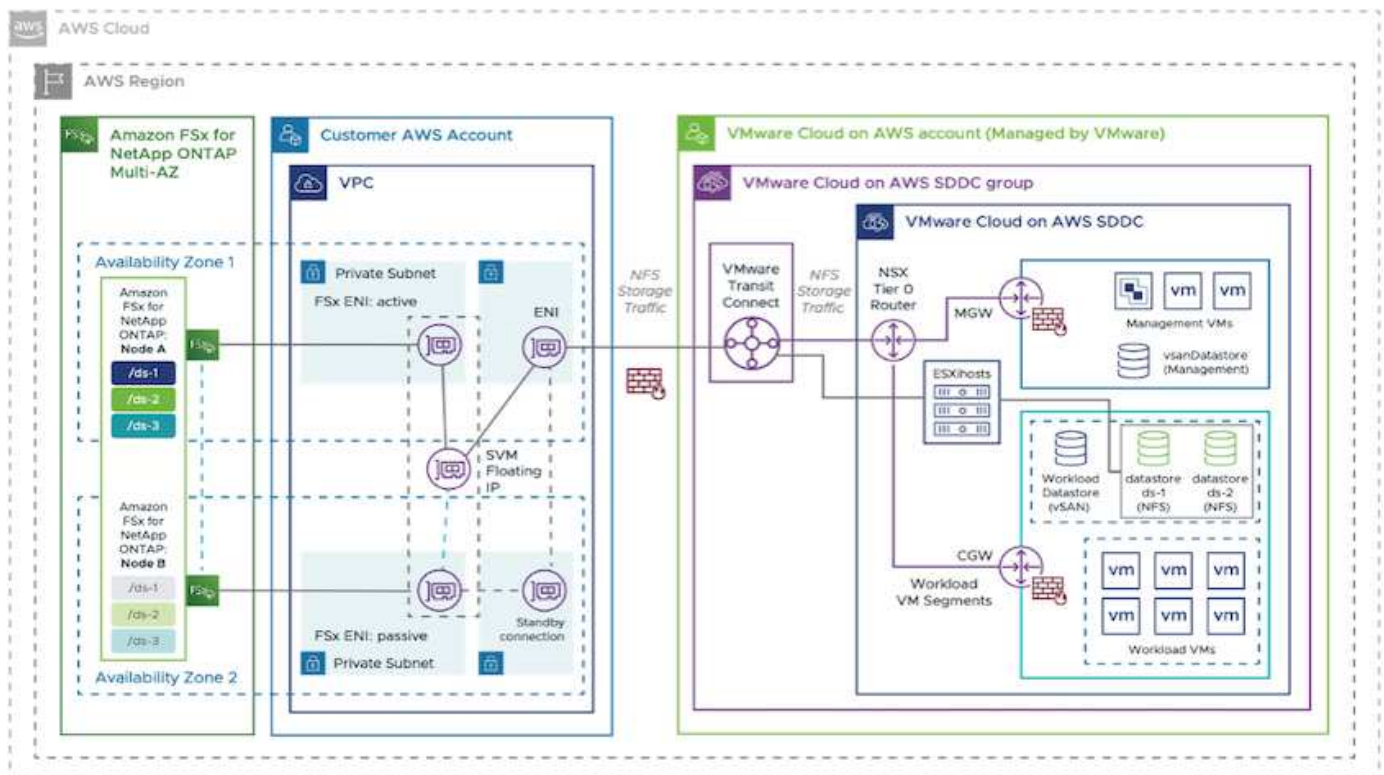 aws
AWS Cloud
AWS Region
FSx
Amazon FSx for
NetApp ONTAP
Multi-AZ
Customer AWS Account
VPC
VMware Cloud on AWS account (Managed by VMware)
VMware Cloud on AWS SDDC group
VMware Cloud on AWS SDDC
Availability Zone 1
Amazon
FSx for
NetApp
ONTAP:
Node A
/ds-1
/ds-2
/ds-3
FSx
Private Subnet
FSx ENI: active
ENI
SVM
Floating
IP
NFS
Storage
Traffic
VMware
Transit
Connect
NFS
Storage
Traffic
NSX
Tier 0
Router
MGW
vm
vm
Management VMs
vsanDatastore
(Management)
ESXihosts
Workload
Datastore
(vSAN)
datastore
ds-1
(NFS)
datastore
ds-2
(NFS)
Amazon
FSx for
NetApp
ONTAP:
Node B
/ds-1
/ds-2
/ds-3
FSx
FSx ENI: passive
Private Subnet
Standby
connection
Availability Zone 2
CGW
Workload
VM Segments
vm vm vm
vm vm vm
Workload VMs